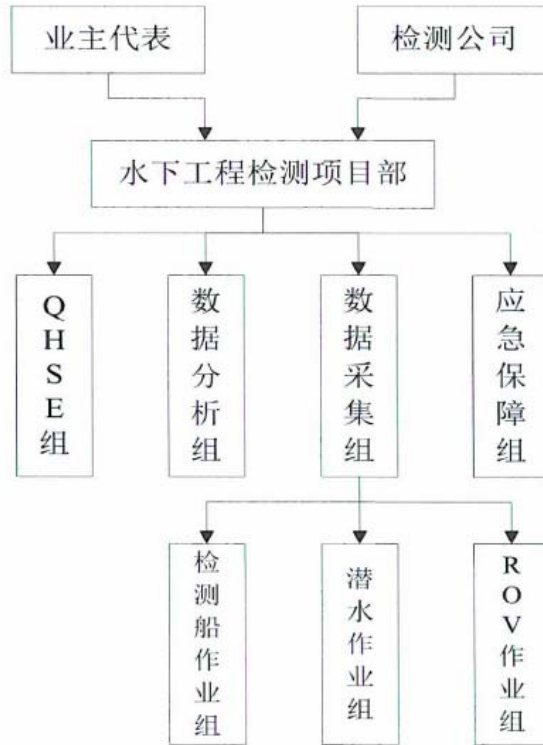 业主代表
检测公司
水下工程检测项目部
QHSE组
数据分析组
数据采集组
应急保障组
检测船作业组
潜水作业组
ROV作业组